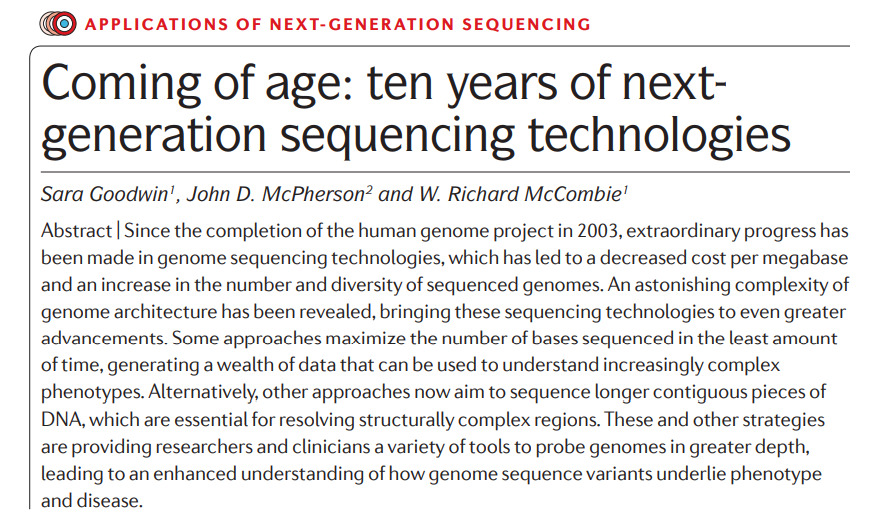 APPLICATIONS OF NEXT-GENERATION SEQUENCING
Coming of age: ten years of next-
generation sequencing technologies
Sara Goodwin1, John D. McPherson2 and W. Richard McCombie1
Abstract | Since the completion of the human genome project in 2003, extraordinary progress has
been made in genome sequencing technologies, which has led to a decreased cost per megabase
and an increase in the number and diversity of sequenced genomes. An astonishing complexity of
genome architecture has been revealed, bringing these sequencing technologies to even greater
advancements. Some approaches maximize the number of bases sequenced in the least amount
of time, generating a wealth of data that can be used to understand increasingly complex
phenotypes. Alternatively, other approaches now aim to sequence longer contiguous pieces of
DNA, which are essential for resolving structurally complex regions. These and other strategies
are providing researchers and clinicians a variety of tools to probe genomes in greater depth,
leading to an enhanced understanding of how genome sequence variants underlie phenotype
and disease.